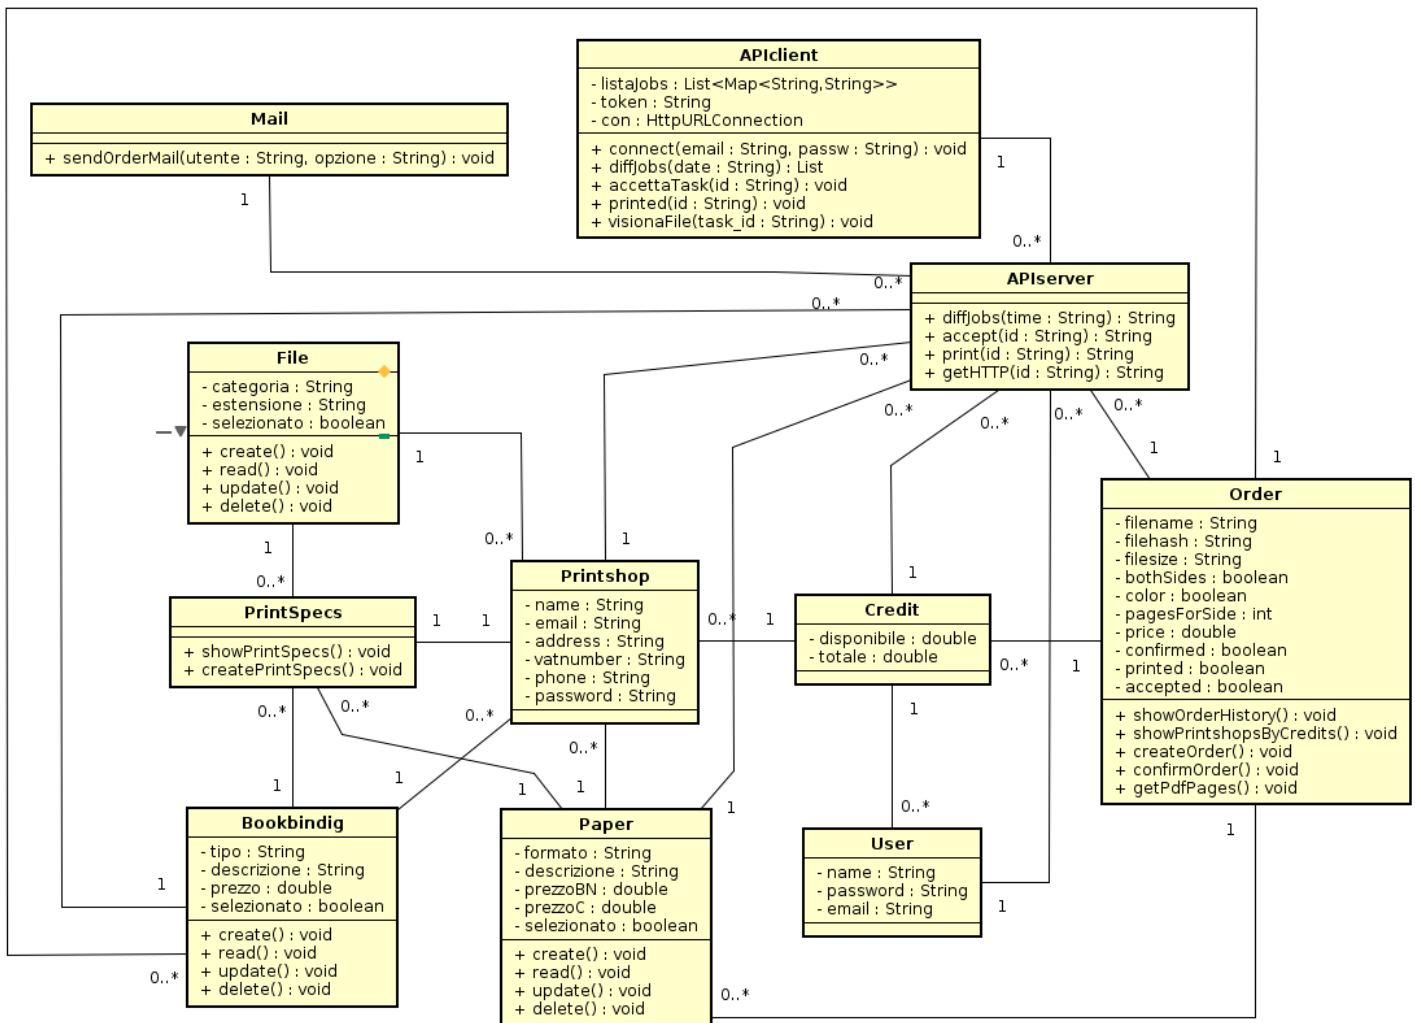 APIclient
- listaJobs : List<Map<String,String>>
- token : String
- con : HttpURLConnection
+ connect(email : String, passw : String) : void
+ diffJobs(date : String) : List
+ accettaTask(id : String) : void
+ printed(id : String) : void
+ visionaFile(task_id : String) : void
1
0..*
Mail
+ sendOrderMail(utente : String, opzione : String) : void
1
0..*
0..*
APIserver
+ diffJobs(time : String) : String
+ accept(id : String) : String
+ print(id : String) : String
+ getHTTP(id : String) : String
0..*
0..*
0..*
0..*
0..*
1
1
File
- categoria : String
- estensione : String
- selezionato : boolean
+ create() : void
+ read() : void
+ update() : void
+ delete() : void
1
0..*
1
1
0..*
Order
- filename : String
- filehash : String
- filesize : String
- bothSides : boolean
- color : boolean
- pagesForSide : int
- price : double
- confirmed : boolean
- printed : boolean
- accepted : boolean
+ showOrderHistory() : void
+ showPrintshopsByCredits() : void
+ createOrder() : void
+ confirmOrder() : void
+ getPdfPages() : void
1
PrintSpecs
+ showPrintSpecs() : void
+ createPrintSpecs() : void
1
1
0..*
0..*
Printshop
- name : String
- email : String
- address : String
- vatnumber : String
- phone : String
- password : String
0..*
1
0..*
0..*
1
Credit
- disponibile : double
- totale : double
0..*
1
1
0..*
1
1
1
1
1
Bookbindig
- tipo : String
- descrizione : String
- prezzo : double
- selezionato : boolean
+ create() : void
+ read() : void
+ update() : void
+ delete() : void
1
0..*
Paper
- formato : String
- descrizione : String
- prezzoBN : double
- prezzoC : double
- selezionato : boolean
+ create() : void
+ read() : void
+ update() : void
+ delete() : void
0..*
User
- name : String
- password : String
- email : String
1